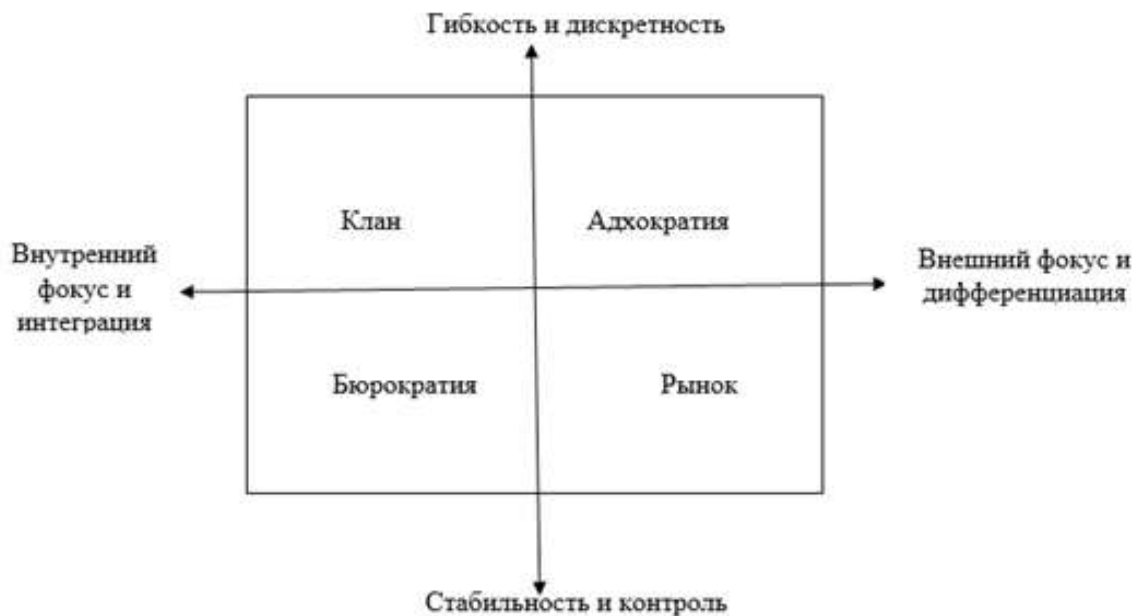 Гибкость и дискретность
Клан
Адхократия
Внутренний
фокус и
интеграция
Внешний фокус и
дифференциация
Бюрократия
Рынок
Стабильность и контроль